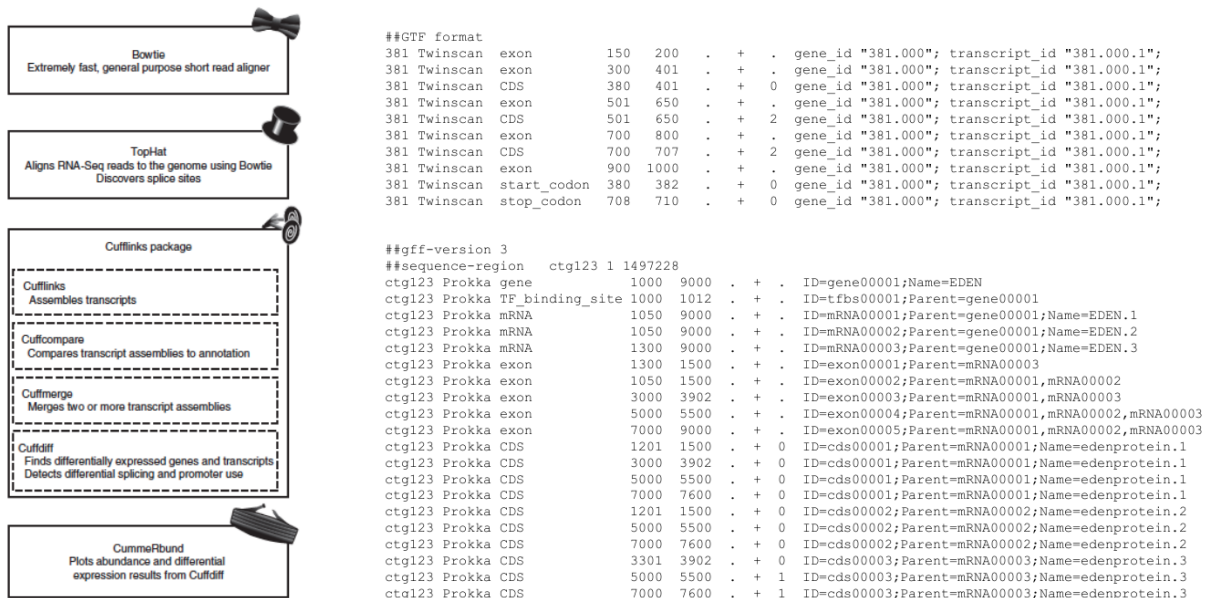 Bowtie
Extremely fast, general purpose short read aligner
TopHat
Aligns RNA-Seq reads to the genome using Bowtie
Discovers splice sites
Cufflinks package
Cufflinks
Assembles transcripts
Cuffcompare
Compares transcript assemblies to annotation
Cuffmerge
Merges two or more transcript assemblies
Cuffdiff
Finds differentially expressed genes and transcripts
Detects differential splicing and promoter use
CummeRbund
Plots abundance and differential
expression results from Cuffdiff
##GTF format
381 Twinscan exon 150 200 . + . gene_id "381.000"; transcript_id "381.000.1";
381 Twinscan exon 300 401 . + . gene_id "381.000"; transcript_id "381.000.1";
381 Twinscan CDS 380 401 . + 0 gene_id "381.000"; transcript_id "381.000.1";
381 Twinscan exon 501 650 . + . gene_id "381.000"; transcript_id "381.000.1";
381 Twinscan CDS 501 650 . + 2 gene_id "381.000"; transcript_id "381.000.1";
381 Twinscan exon 700 800 . + . gene_id "381.000"; transcript_id "381.000.1";
381 Twinscan CDS 700 707 . + 2 gene_id "381.000"; transcript_id "381.000.1";
381 Twinscan exon 900 1000 . + . gene_id "381.000"; transcript_id "381.000.1";
381 Twinscan start_codon 380 382 . + 0 gene_id "381.000"; transcript_id "381.000.1";
381 Twinscan stop_codon 708 710 . + 0 gene_id "381.000"; transcript_id "381.000.1";
##gff-version 3
##sequence-region ctg123 1 1497228
ctg123 Prokka gene 1000 9000 . + . ID=gene00001;Name=EDEN
ctg123 Prokka TF_binding_site 1000 1012 . + . ID=tfbs00001;Parent=gene00001
ctg123 Prokka mRNA 1050 9000 . + . ID=mRNA00001;Parent=gene00001;Name=EDEN.1
ctg123 Prokka mRNA 1050 9000 . + . ID=mRNA00002;Parent=gene00001;Name=EDEN.2
ctg123 Prokka mRNA 1300 9000 . + . ID=mRNA00003;Parent=gene00001;Name=EDEN.3
ctg123 Prokka exon 1300 1500 . + . ID=exon00001;Parent=mRNA00003
ctg123 Prokka exon 1050 1500 . + . ID=exon00002;Parent=mRNA00001,mRNA00002
ctg123 Prokka exon 3000 3902 . + . ID=exon00003;Parent=mRNA00001,mRNA00003
ctg123 Prokka exon 5000 5500 . + . ID=exon00004;Parent=mRNA00001,mRNA00002,mRNA00003
ctg123 Prokka exon 7000 9000 . + . ID=exon00005;Parent=mRNA00001,mRNA00002,mRNA00003
ctg123 Prokka CDS 1201 1500 . + 0 ID=cds00001;Parent=mRNA00001;Name=edenprotein.1
ctg123 Prokka CDS 3000 3902 . + 0 ID=cds00001;Parent=mRNA00001;Name=edenprotein.1
ctg123 Prokka CDS 5000 5500 . + 0 ID=cds00001;Parent=mRNA00001;Name=edenprotein.1
ctg123 Prokka CDS 7000 7600 . + 0 ID=cds00001;Parent=mRNA00001;Name=edenprotein.1
ctg123 Prokka CDS 1201 1500 . + 0 ID=cds00002;Parent=mRNA00002;Name=edenprotein.2
ctg123 Prokka CDS 5000 5500 . + 0 ID=cds00002;Parent=mRNA00002;Name=edenprotein.2
ctg123 Prokka CDS 7000 7600 . + 0 ID=cds00002;Parent=mRNA00002;Name=edenprotein.2
ctg123 Prokka CDS 3301 3902 . + 0 ID=cds00003;Parent=mRNA00003;Name=edenprotein.3
ctg123 Prokka CDS 5000 5500 . + 1 ID=cds00003;Parent=mRNA00003;Name=edenprotein.3
ctg123 Prokka CDS 7000 7600 . + 1 ID=cds00003;Parent=mRNA00003;Name=edenprotein.3